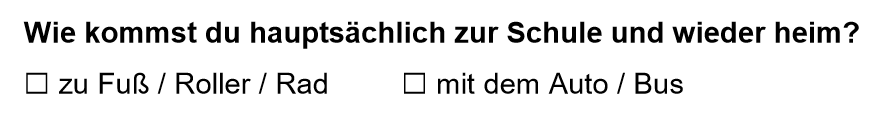 Wie kommst du hauptsächlich zur Schule und wieder heim?
☐ zu Fuß / Roller / Rad ☐ mit dem Auto / Bus